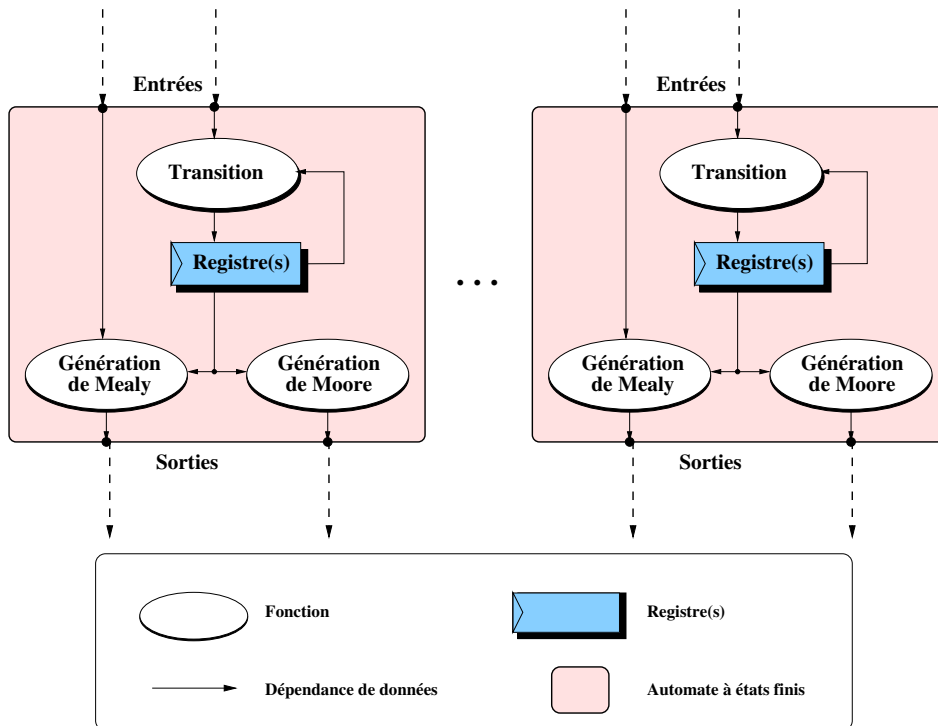 Entrées
Entrées
Transition
Transition
Registre(s)
Registre(s)
. . .
Génération
de Mealy
Génération
de Moore
Génération
de Mealy
Génération
de Moore
Sorties
Sorties
Fonction
Registre(s)
Dépendance de données
Automate à états finis